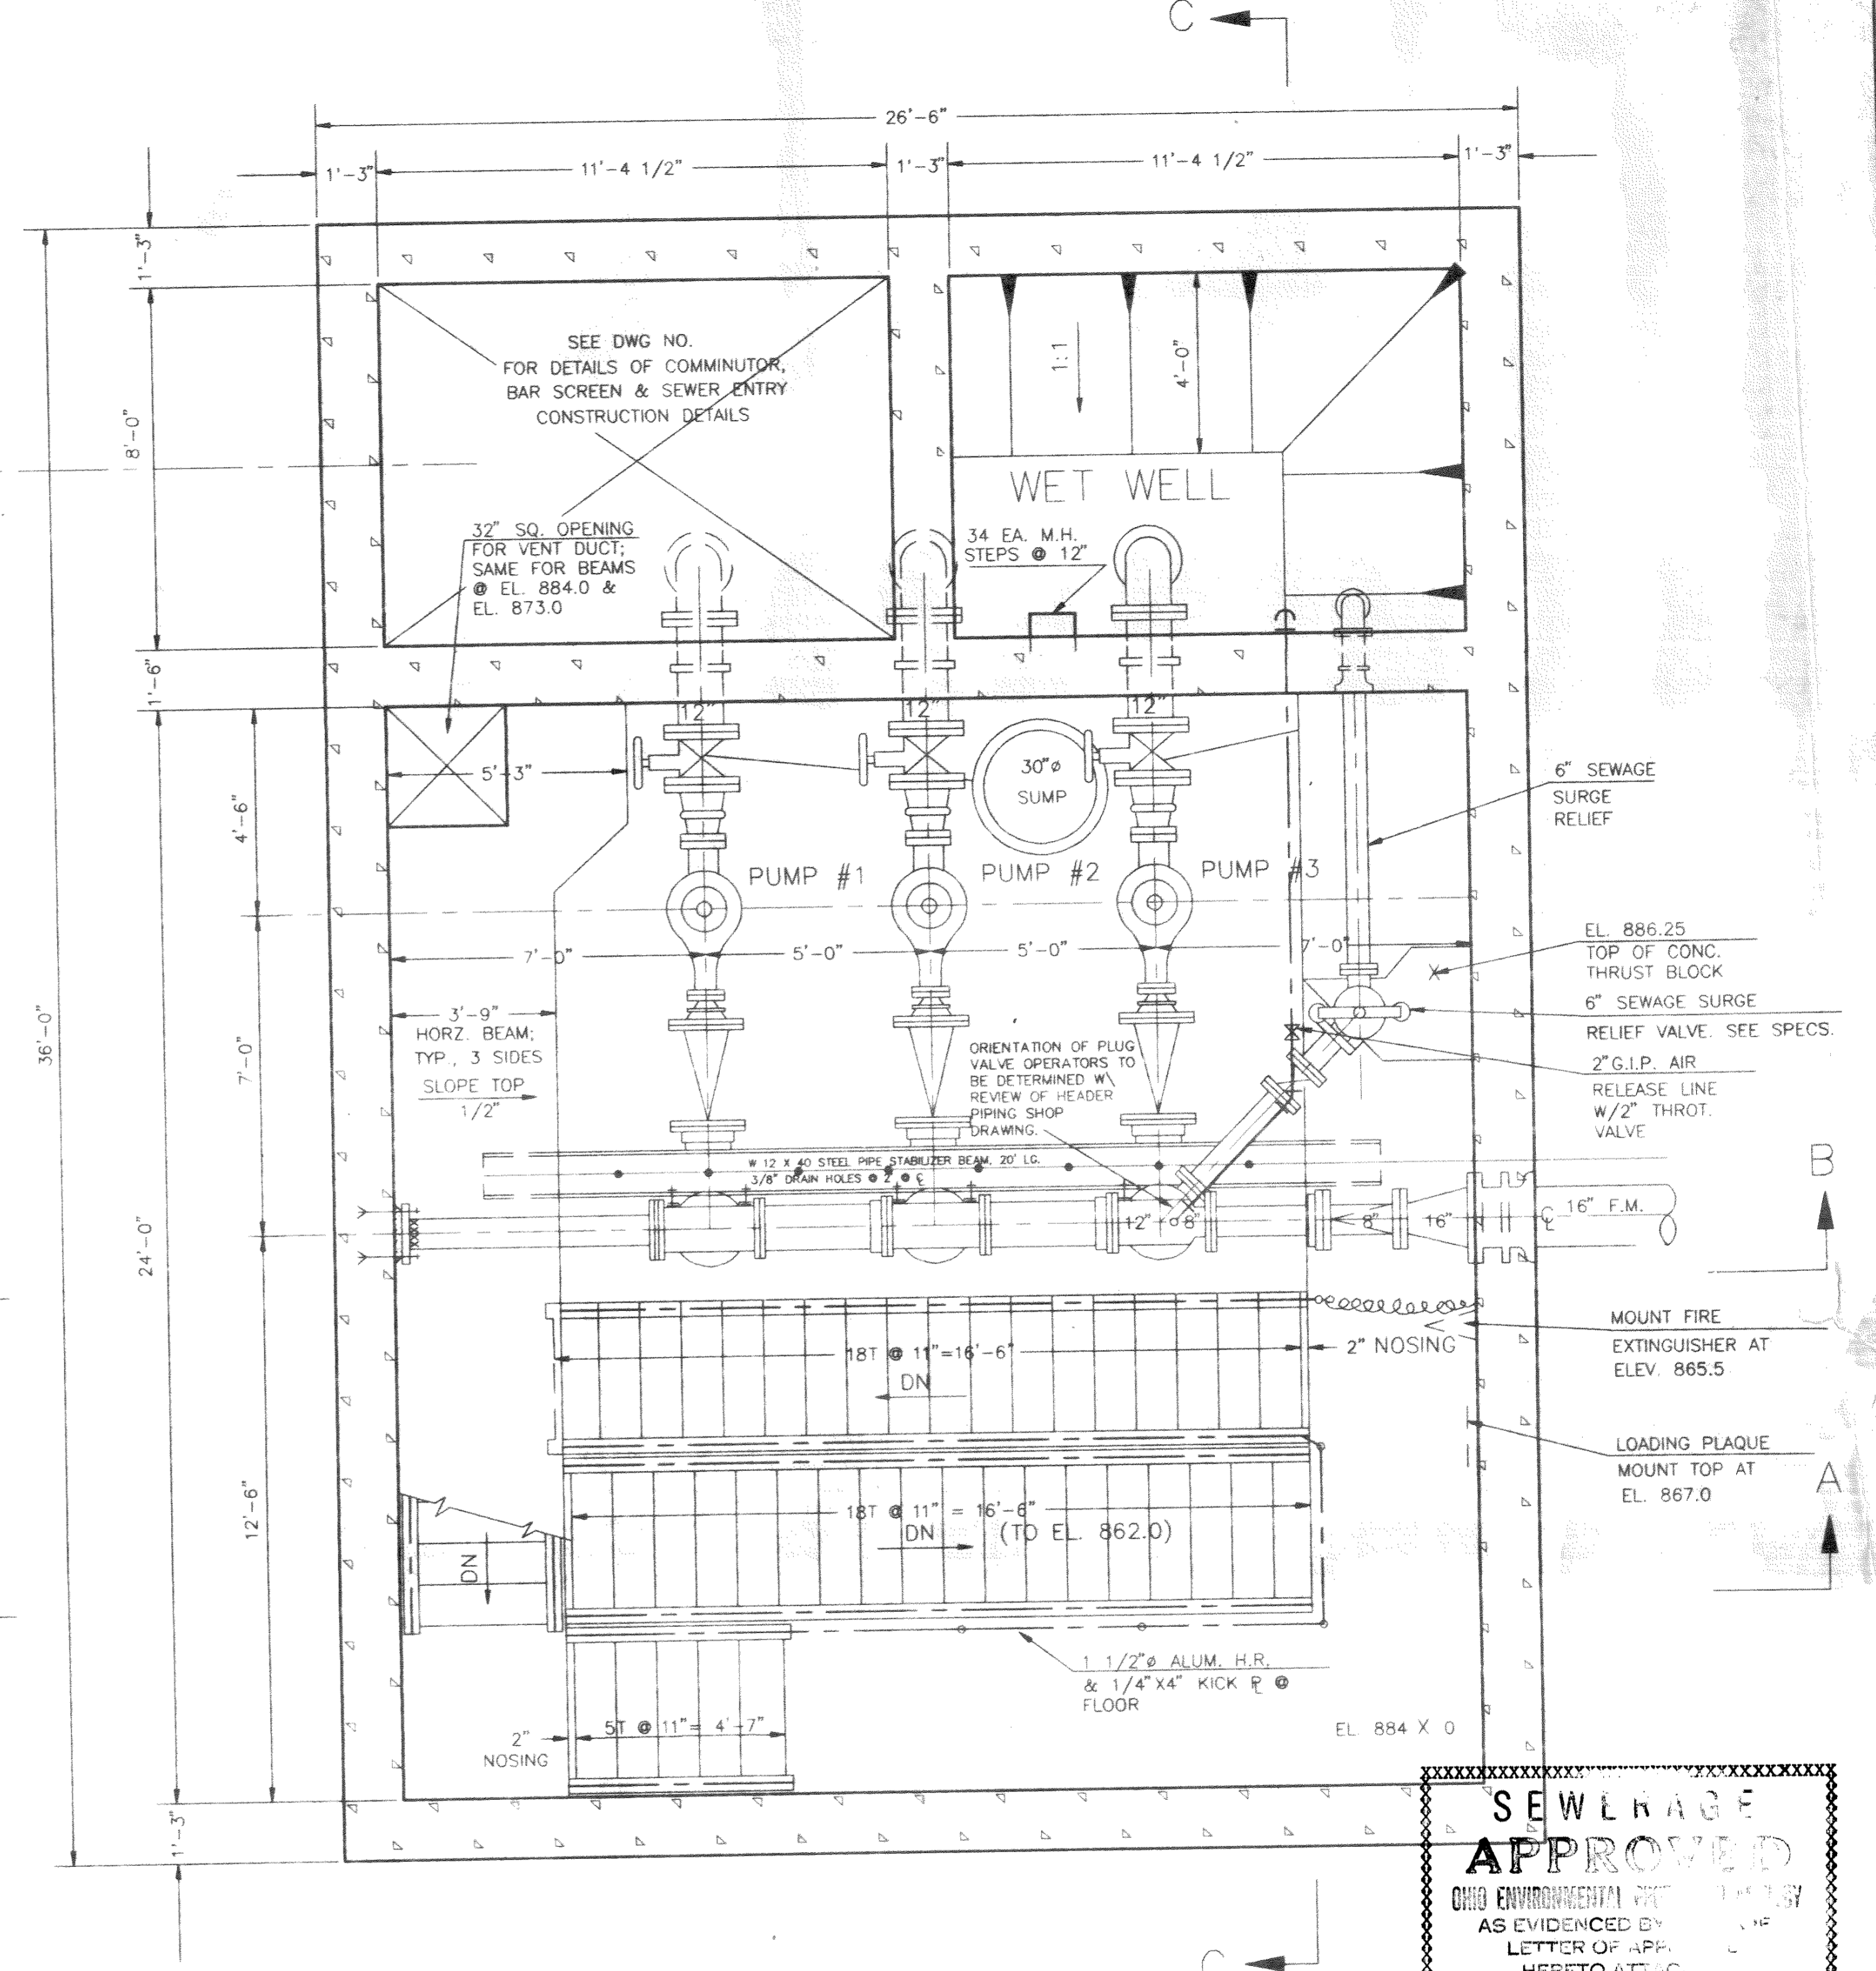 C
26'-6"
1'-3"
11'-4 1/2"
1'-3"
11'-4 1/2"
1'-3"
1'-3"
8'-0"
1'-6"
36'-0"
24'-0"
4'-6"
7'-0"
12'-6"
1'-3"
SEE DWG NO.
FOR DETAILS OF COMMINUTOR,
BAR SCREEN & SEWER ENTRY
CONSTRUCTION DETAILS
1:1
4'-0"
WET WELL
32" SQ. OPENING
FOR VENT DUCT;
SAME FOR BEAMS
@ EL. 884.0 &
EL. 873.0
34 EA. M.H.
STEPS @ 12"
12"
12"
12"
5'-3"
30"ø
SUMP
6" SEWAGE
SURGE
RELIEF
PUMP #1
PUMP #2
PUMP #3
7'-0"
5'-0"
5'-0"
7'-0"
EL. 886.25
TOP OF CONC.
THRUST BLOCK
X
6" SEWAGE SURGE
RELIEF VALVE. SEE SPECS.
2"G.I.P. AIR
RELEASE LINE
W/2" THROT.
VALVE
3'-9"
HORZ. BEAM;
TYP., 3 SIDES
SLOPE TOP
1/2"
ORIENTATION OF PLUG
VALVE OPERATORS TO
BE DETERMINED W\
REVIEW OF HEADER
PIPING SHOP
DRAWING.
W 12 X 40 STEEL PIPE STABILIZER BEAM, 20' LG.
3/8" DRAIN HOLES @ 2' @ ℄
12"
8"
8"
16"
℄
16" F.M.
B
MOUNT FIRE
EXTINGUISHER AT
ELEV. 865.5
18T @ 11"=16'-6"
DN
2" NOSING
LOADING PLAQUE
MOUNT TOP AT
EL. 867.0
A
18T @ 11" = 16'-6"
DN
(TO EL. 862.0)
DN
1 1/2"ø ALUM. H.R.
& 1/4"X4" KICK ℙL @
FLOOR
5T @ 11"= 4'-7"
2"
NOSING
EL. 884 X 0
SEWERAGE
APPROVED
OHIO ENVIRONMENTAL
AS EVIDENCED BY
LETTER OF
HERETO
C